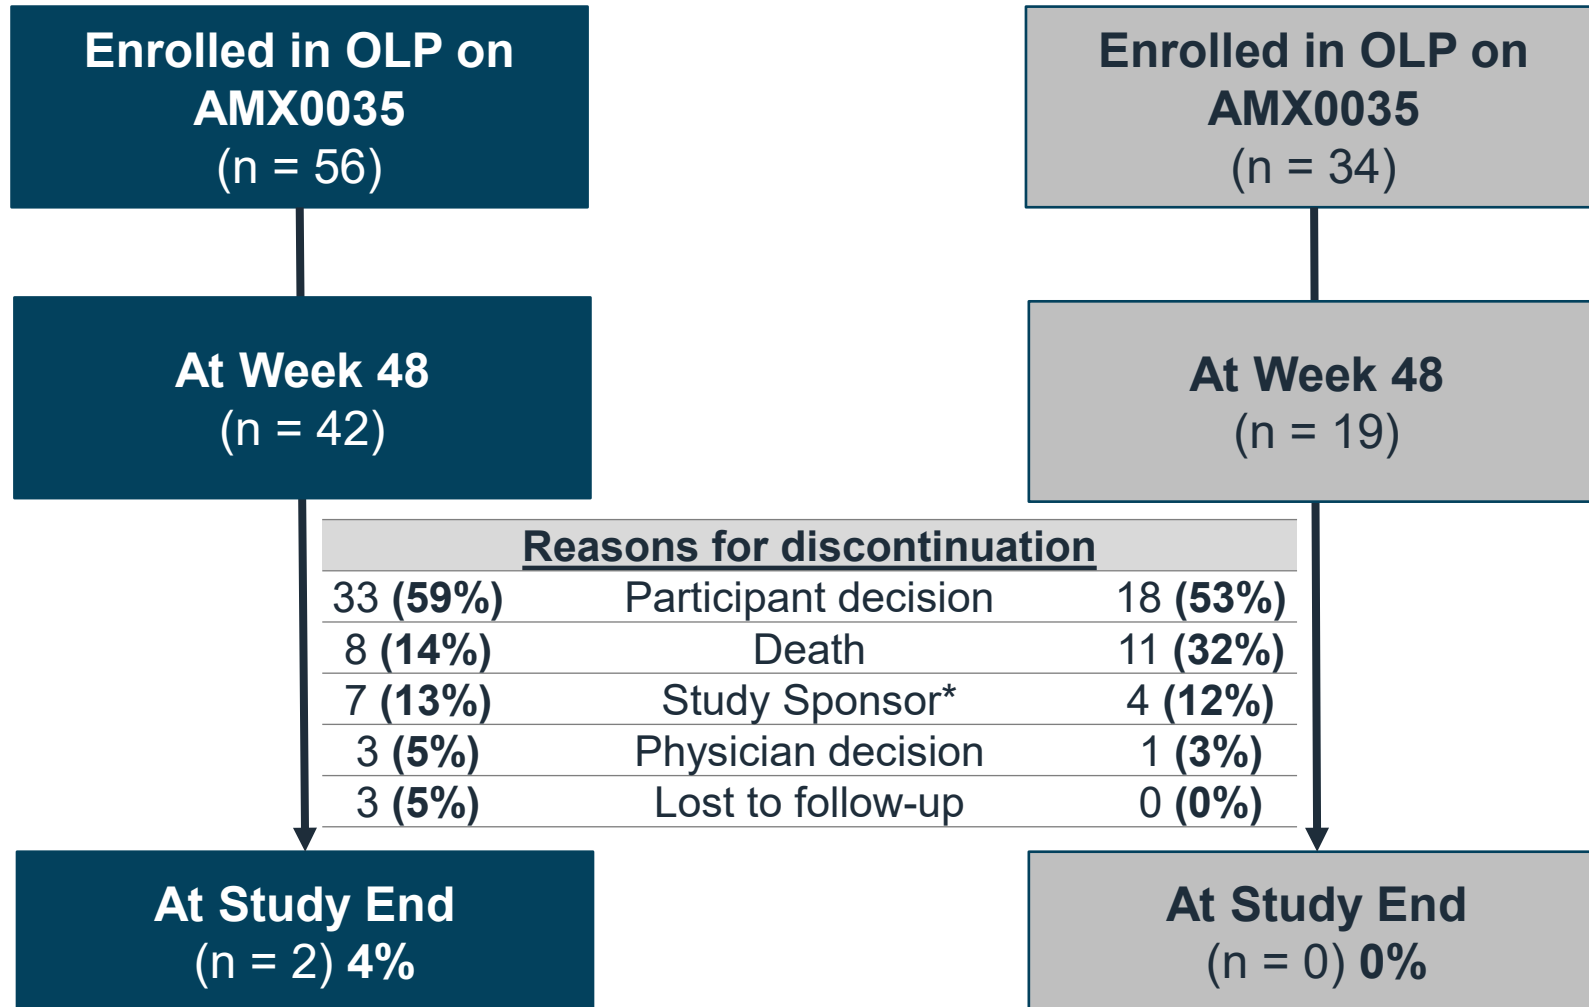 Enrolled in OLP on
AMX0035
(n = 56)
Enrolled in OLP on
AMX0035
(n = 34)
At Week 48
(n = 42)
At Week 48
(n = 19)
Reasons for discontinuation
33 (59%) Participant decision 18 (53%)
8 (14%) Death 11 (32%)
7 (13%) Study Sponsor* 4 (12%)
3 (5%) Physician decision 1 (3%)
3 (5%) Lost to follow-up 0 (0%)
At Study End
(n = 2) 4%
At Study End
(n = 0) 0%